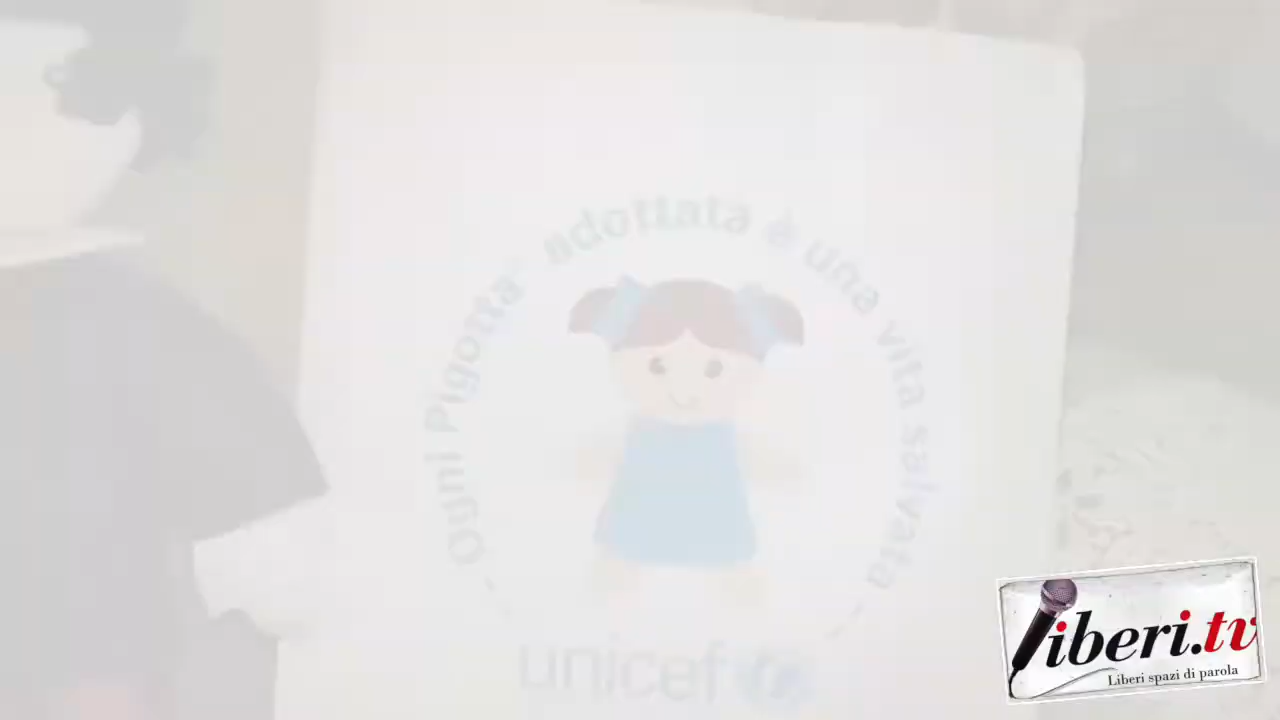 - Ogni Pigotta® adottata è una vita salvata -
unicef
liberi.tv
Liberi spazi di parola